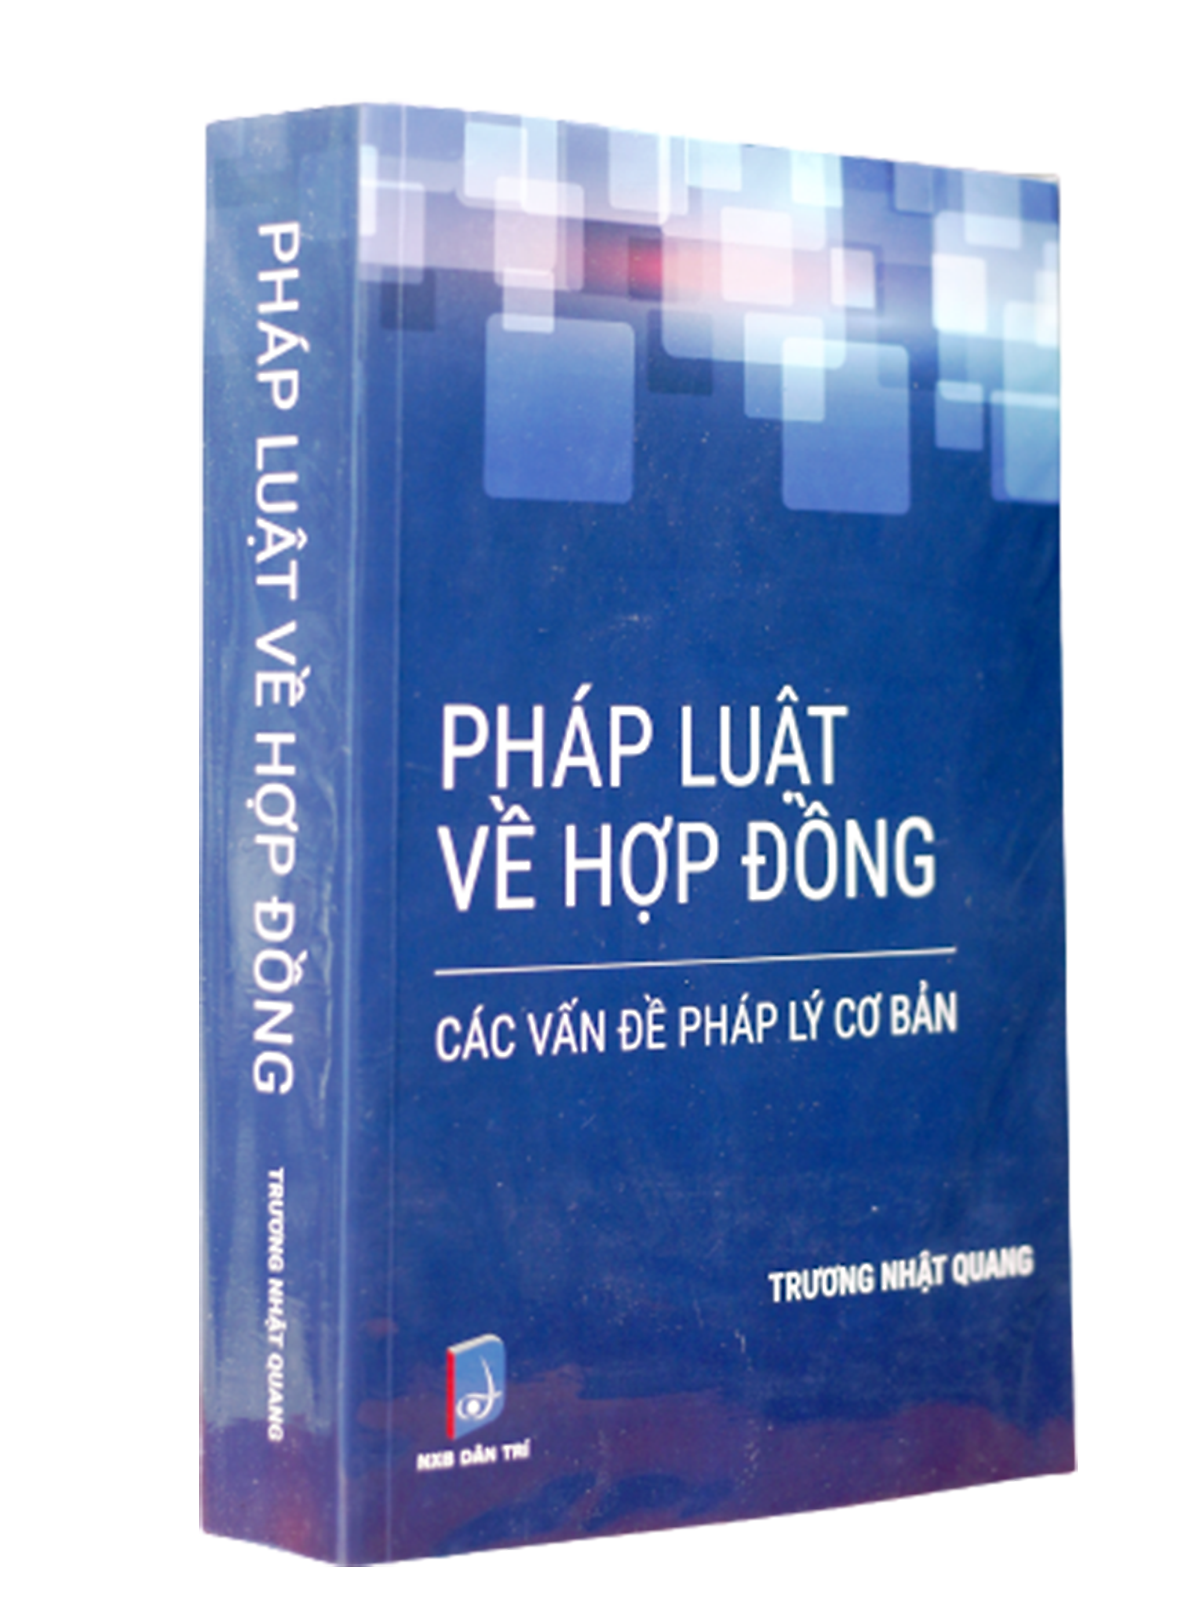 PHÁP LUẬT VỀ HỢP ĐỒNG
TRƯƠNG NHẬT QUANG
PHÁP LUẬT
VỀ HỢP ĐỒNG
CÁC VẤN ĐỀ PHÁP LÝ CƠ BẢN
TRƯƠNG NHẬT QUANG
NXB DÂN TRÍ